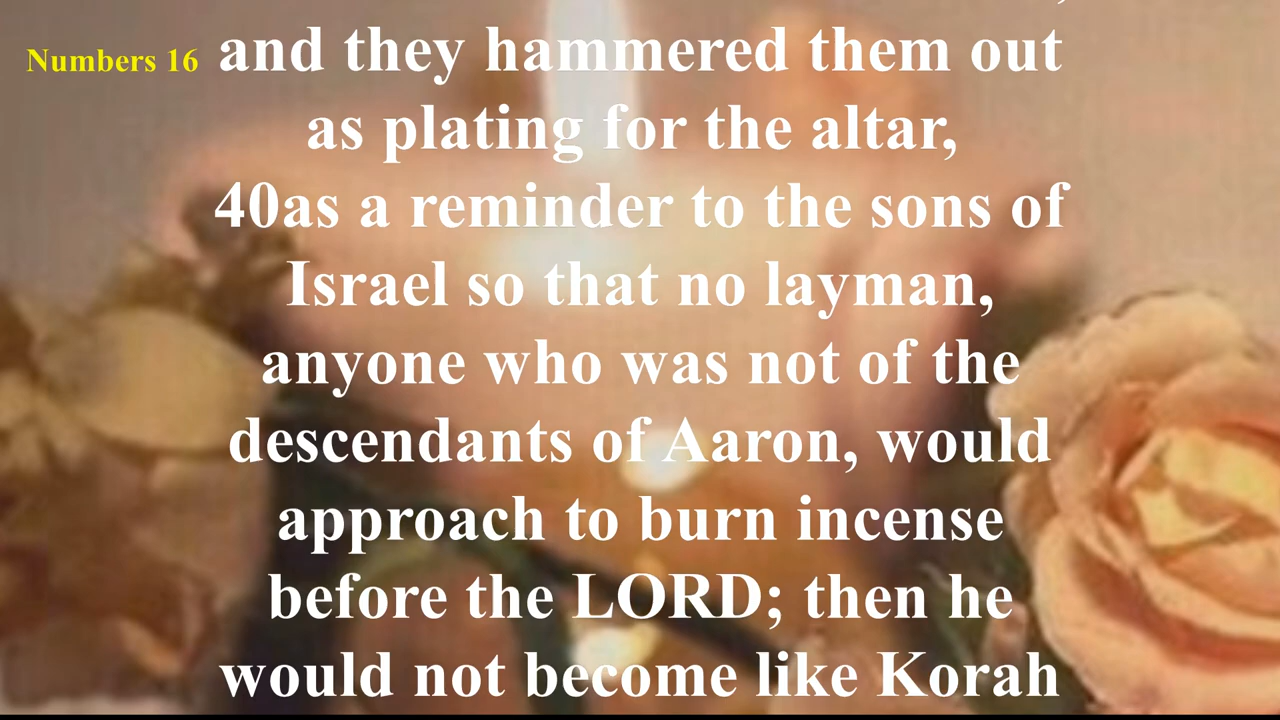 Numbers 16
and they hammered them out
as plating for the altar,
40as a reminder to the sons of
Israel so that no layman,
anyone who was not of the
descendants of Aaron, would
approach to burn incense
before the LORD; then he
would not become like Korah